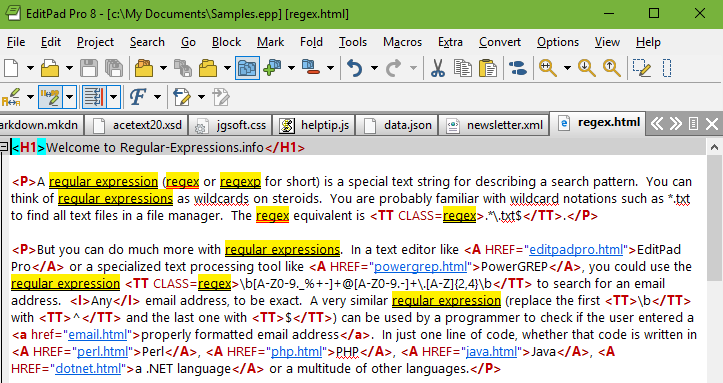 EditPad Pro 8 - [c:\My Documents\Samples.epp] [regex.html]
File Edit Project Search Go Block Mark Fold Tools Macros Extra Convert Options View Help
arkdown.mkdn acetext20.xsd jgsoft.css helptip.js data.json newsletter.xml regex.html
<H1>Welcome to Regular-Expressions.info</H1>
<P>A regular expression (regex or regexp for short) is a special text string for describing a search pattern.  You can
think of regular expressions as wildcards on steroids.  You are probably familiar with wildcard notations such as *.txt
to find all text files in a file manager.  The regex equivalent is <TT CLASS=regex>.*\.txt$</TT>.</P>
<P>But you can do much more with regular expressions.  In a text editor like <A HREF="editpadpro.html">EditPad
Pro</A> or a specialized text processing tool like <A HREF="powergrep.html">PowerGREP</A>, you could use the
regular expression <TT CLASS=regex>\b[A-Z0-9._%+-]+@[A-Z0-9.-]+\.[A-Z]{2,4}\b</TT> to search for an email
address.  <I>Any</I> email address, to be exact.  A very similar regular expression (replace the first <TT>\b</TT>
with <TT>^</TT> and the last one with <TT>$</TT>) can be used by a programmer to check if the user entered a
<a href="email.html">properly formatted email address</a>.  In just one line of code, whether that code is written in
<A HREF="perl.html">Perl</A>, <A HREF="php.html">PHP</A>, <A HREF="java.html">Java</A>, <A
HREF="dotnet.html">a .NET language</A> or a multitude of other languages.</P>